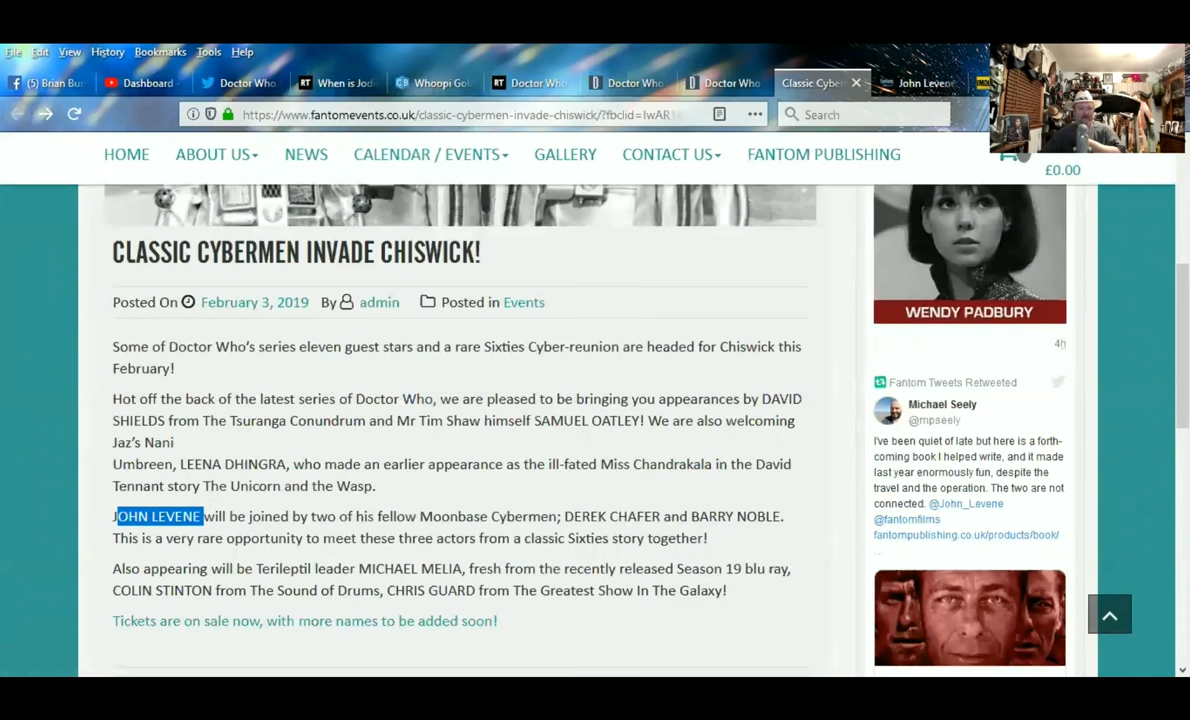 File Edit View History Bookmarks Tools Help
(5) Brian Bur
Dashboard -
Doctor Who
RT When is Jodi
CB Whoopi Gol
RT Doctor Who
Doctor Who
Doctor Who
Classic Cyber
John Levene
IMDb
https://www.fantomevents.co.uk/classic-cybermen-invade-chiswick/?fbclid=IwAR1
Search
HOME ABOUT US NEWS CALENDAR / EVENTS GALLERY CONTACT US FANTOM PUBLISHING
£0.00
CLASSIC CYBERMEN INVADE CHISWICK!
Posted On February 3, 2019 By admin Posted in Events
Some of Doctor Who's series eleven guest stars and a rare Sixties Cyber-reunion are headed for Chiswick this
February!
Hot off the back of the latest series of Doctor Who, we are pleased to be bringing you appearances by DAVID
SHIELDS from The Tsuranga Conundrum and Mr Tim Shaw himself SAMUEL OATLEY! We are also welcoming
Jaz's Nani
Umbreen, LEENA DHINGRA, who made an earlier appearance as the ill-fated Miss Chandrakala in the David
Tennant story The Unicorn and the Wasp.
JOHN LEVENE will be joined by two of his fellow Moonbase Cybermen; DEREK CHAFER and BARRY NOBLE.
This is a very rare opportunity to meet these three actors from a classic Sixties story together!
Also appearing will be Terileptil leader MICHAEL MELIA, fresh from the recently released Season 19 blu ray,
COLIN STINTON from The Sound of Drums, CHRIS GUARD from The Greatest Show In The Galaxy!
Tickets are on sale now, with more names to be added soon!
WENDY PADBURY
4h
Fantom Tweets Retweeted
Michael Seely
@mpseely
I've been quiet of late but here is a forth-
coming book I helped write, and it made
last year enormously fun, despite the
travel and the operation. The two are not
connected. @John_Levene
@fantomfilms
fantompublishing.co.uk/product/book/
...